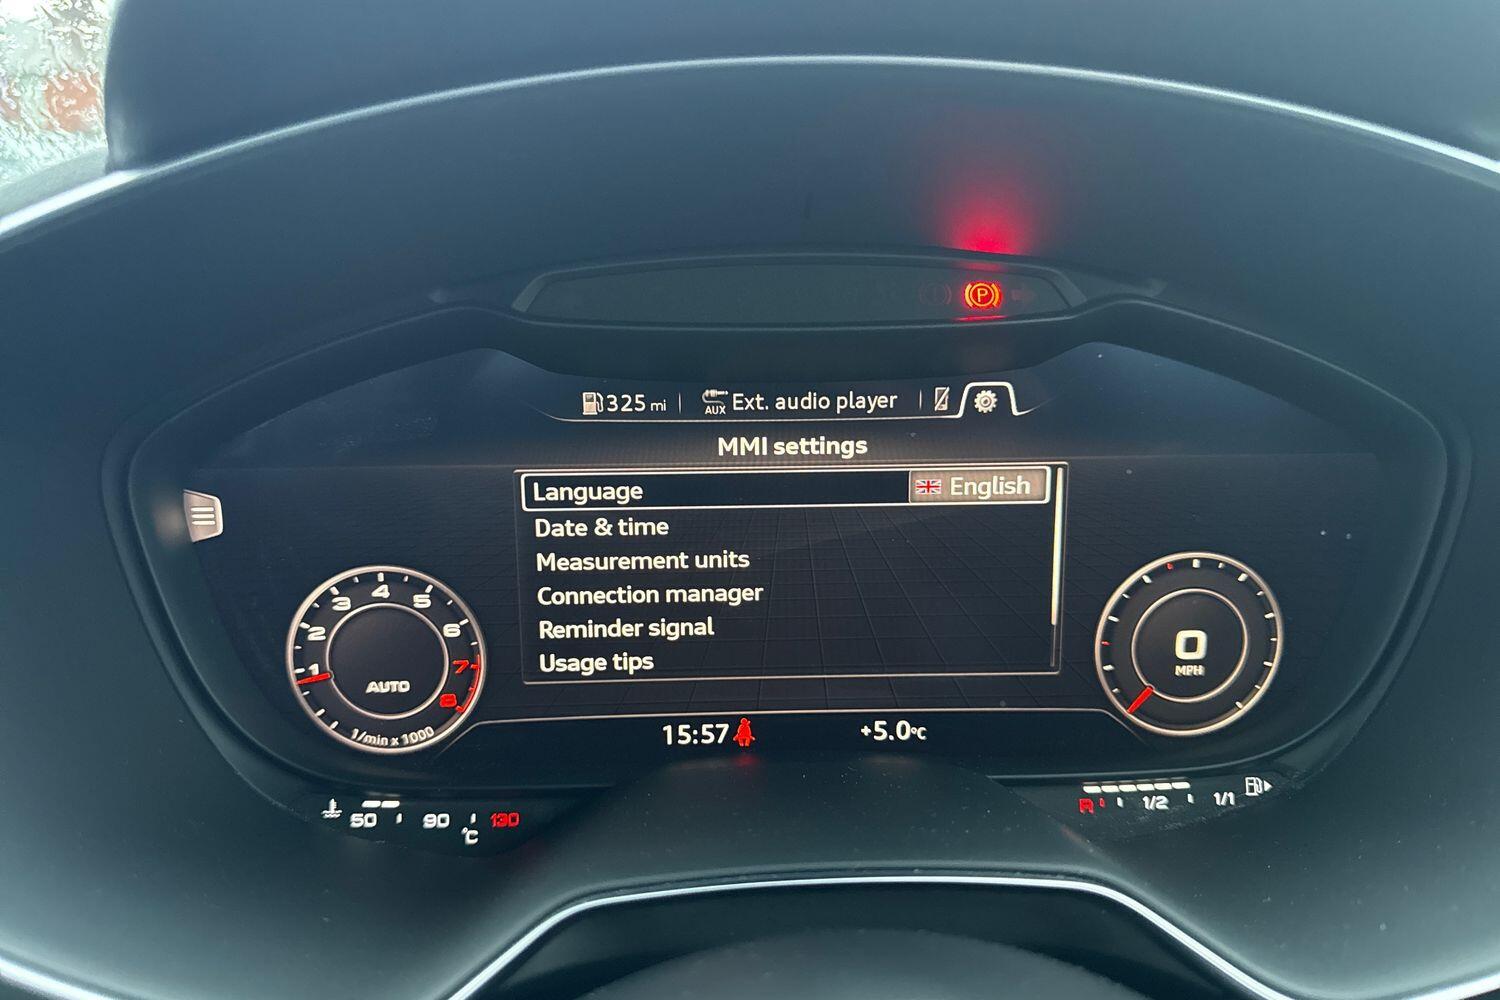 P
325 mi
AUX Ext. audio player
MMI settings
Language English
Date & time
Measurement units
Connection manager
Reminder signal
Usage tips
1 2 3 4 5 6 7 8
AUTO
1/min x 1000
0
MPH
15:57
+5.0°C
50 90 130
°C
R 1/2 1/1